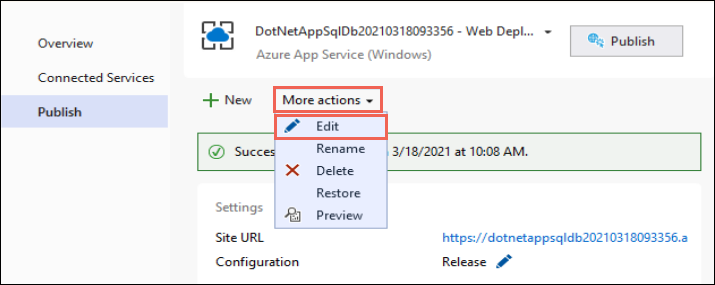 DotNetAppSqlDb20210318093356 - Web Depl...
Publish
Azure App Service (Windows)
Overview
Connected Services
Publish
New
More actions
Edit
Rename
Delete
Restore
Preview
Succes
3/18/2021 at 10:08 AM.
Settings
Site URL
https://dotnetappsqldb20210318093356.a
Configuration
Release